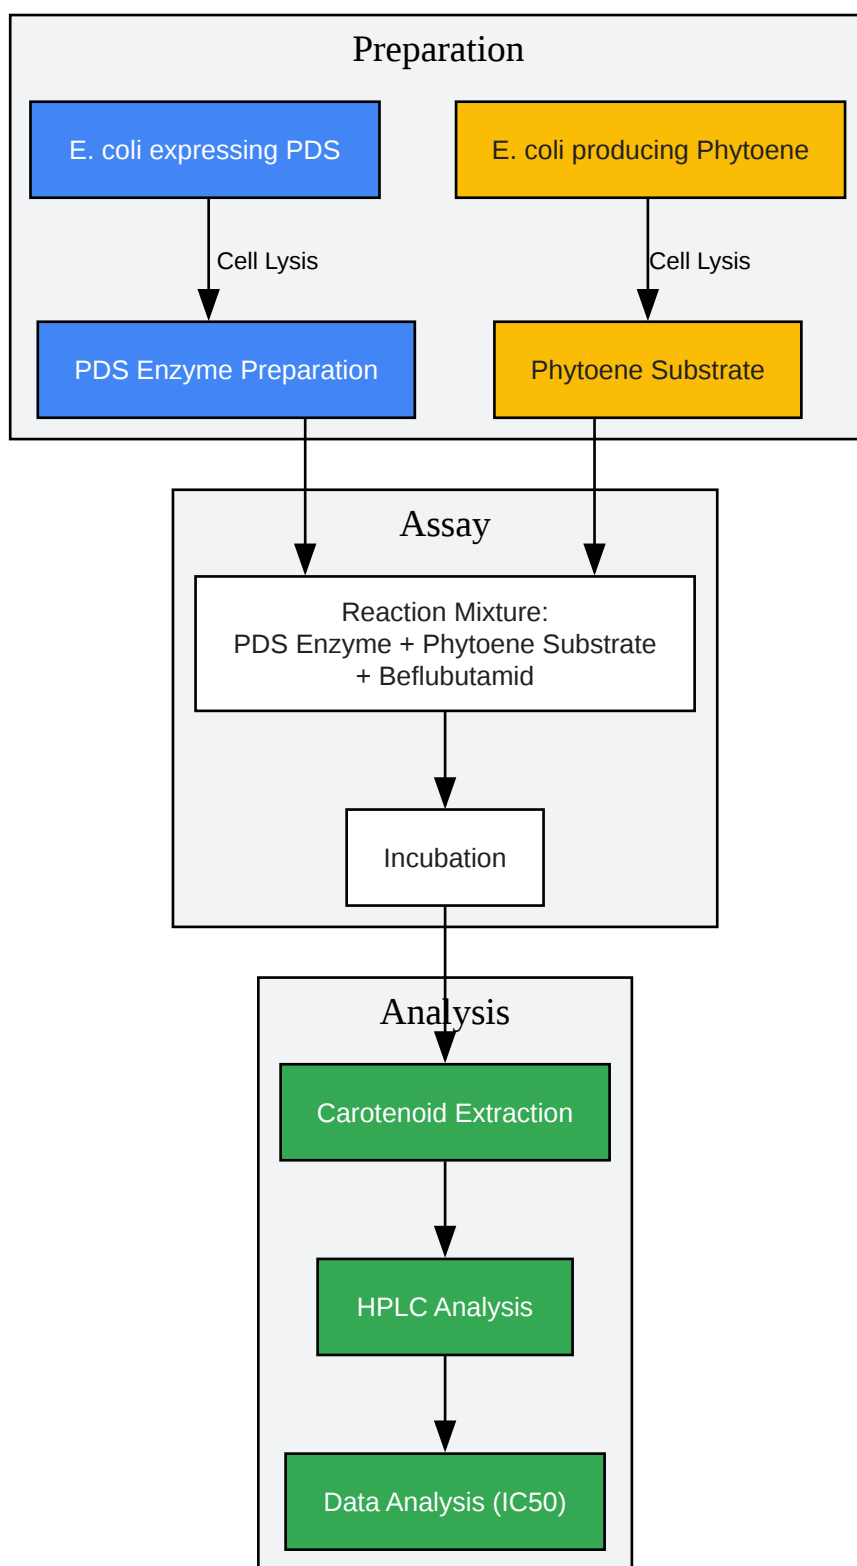 Preparation
E. coli expressing PDS
E. coli producing Phytoene
Cell Lysis
Cell Lysis
PDS Enzyme Preparation
Phytoene Substrate
Assay
Reaction Mixture:
PDS Enzyme + Phytoene Substrate
+ Beflubutamid
Incubation
Analysis
Carotenoid Extraction
HPLC Analysis
Data Analysis (IC50)